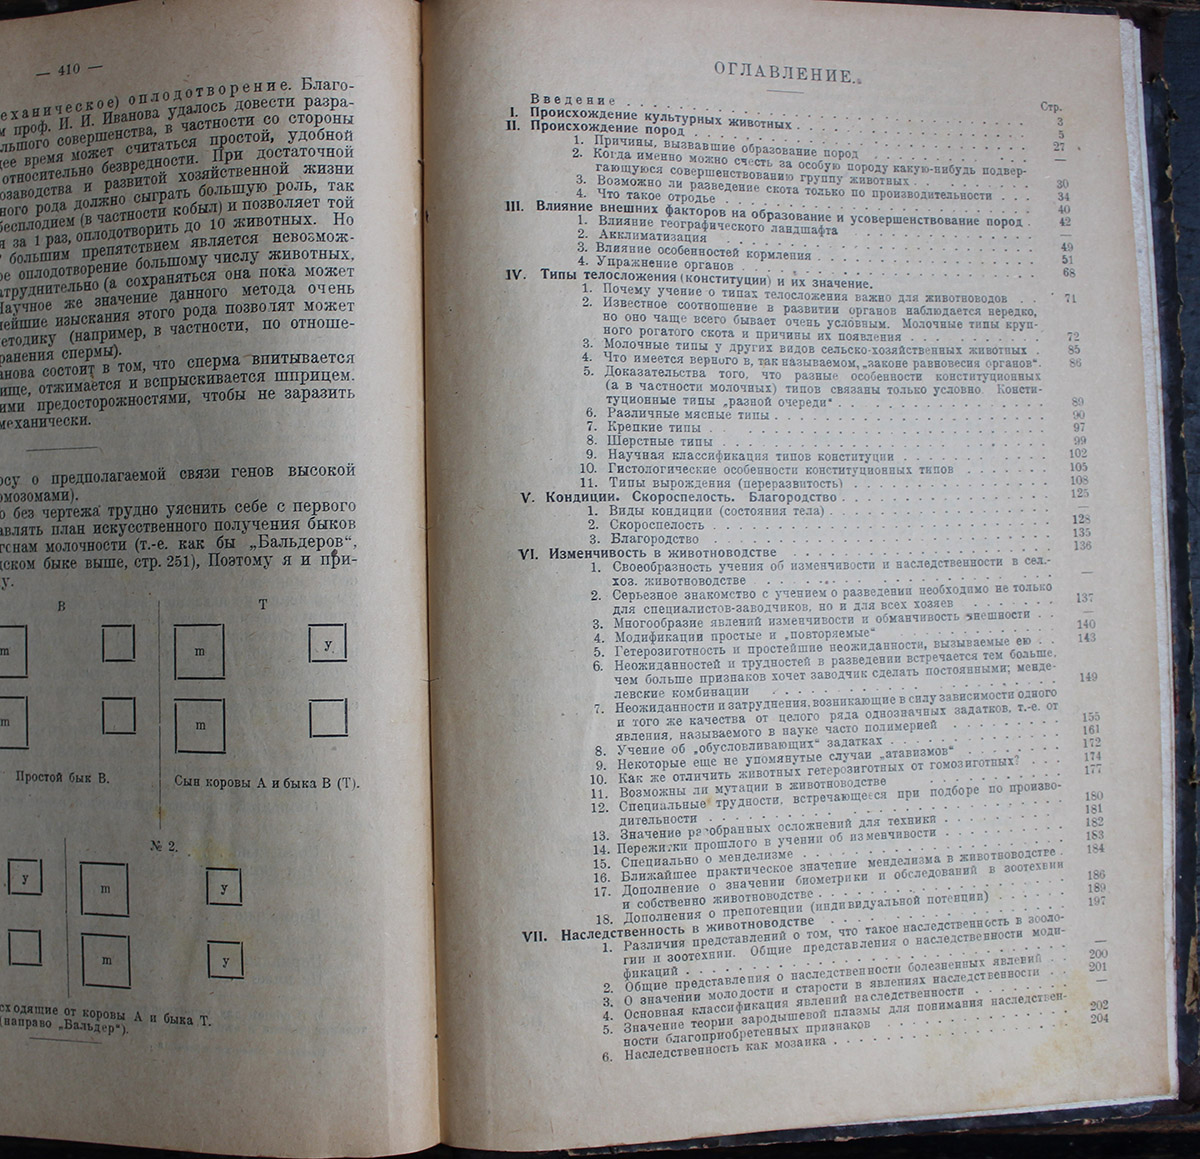 — 410 —
еханическое) оплодотворение. Благо-
м проф. И. И. Иванова удалось довести разра-
льшого совершенства, в частности со стороны
щее время может считаться простой, удобной
относительно безвредности. При достаточной
озаводства и развитой хозяйственной жизни
ного рода должно сыграть большую роль, так
бесплодием (в частности кобыл) и позволяет той
я за 1 раз, оплодотворить до 10 животных. Но
большим препятствием является невозмож-
ое оплодотворение большому числу животных,
атруднительно (а сохраняться она пока может
Научное же значение данного метода очень
нейшие изыскания этого рода позволят может
етодику (например, в частности, по отноше-
ранения спермы).
анова состоит в том, что сперма впитывается
ище, отжимается и впрыскивается шприцем.
ими предосторожностями, чтобы не заразить
механически.
осу о предполагаемой связи генов высокой
омозомами).
о без чертежа трудно уяснить себе с первого
авлять план искусственного получения быков
генам молочности (т.-е. как бы „Бальдеров“,
дском быке выше, стр. 251), Поэтому я и при-
у.
В Т
m m у
m m
Простой бык В.
Сын коровы А и быка В (Т).
№ 2.
у m у
m у
сходящие от коровы А и быка Т.
(направо „Бальдер“).
ОГЛАВЛЕНИЕ.
Стр.
Введение 3
I. Происхождение культурных животных 5
II. Происхождение пород 27
1. Причины, вызвавшие образование пород —
2. Когда именно можно счесть за особую породу какую-нибудь подвер-
гающуюся совершенствованию группу животных 30
3. Возможно ли разведение скота только по производительности 34
4. Что такое отродье 40
III. Влияние внешних факторов на образование и усовершенствование пород 42
1. Влияние географического ландшафта —
2. Акклиматизация 49
3. Влияние особенностей кормления 51
4. Упражнение органов 68
IV. Типы телосложения (конституции) и их значение.
1. Почему учение о типах телосложения важно для животноводов 71
2. Известное соотношение в развитии органов наблюдается нередко,
но оно чаще всего бывает очень условным. Молочные типы круп-
ного рогатого скота и причины их появления 72
3. Молочные типы у других видов сельско-хозяйственных животных 85
4. Что имеется верного в, так называемом, „законе равновесия органов“. 86
5. Доказательства того, что разные особенности конституционных
(а в частности молочных) типов связаны только условно. Консти-
туционные типы „разной очереди“ 89
6. Различные мясные типы 90
7. Крепкие типы 97
8. Шерстные типы 99
9. Научная классификация типов конституции 102
10. Гистологические особенности конституционных типов 105
11. Типы вырождения (переразвитость) 108
V. Кондиции. Скороспелость. Благородство 125
1. Виды кондиции (состояния тела) —
2. Скороспелость 128
3. Благородство 135
VI. Изменчивость в животноводстве 136
1. Своеобразность учения об изменчивости и наследственности в сел.-
хоз. животноводстве —
2. Серьезное знакомство с учением о разведении необходимо не только
для специалистов-заводчиков, но и для всех хозяев 137
3. Многообразие явлений изменчивости и обманчивость внешности —
4. Модификации простые и „повторяемые“ 140
5. Гетерозиготность и простейшие неожиданности, вызываемые ею 143
6. Неожиданностей и трудностей в разведении встречается тем больше,
чем больше признаков хочет заводчик сделать постоянными; менде-
левские комбинации 149
7. Неожиданности и затруднения, возникающие в силу зависимости одного
и того же качества от целого ряда однозначных задатков, т.-е. от
явления, называемого в науке часто полимерией 155
8. Учение об „обусловливающих“ задатках 161
9. Некоторые еще не упомянутые случаи „атавизмов“ 172
10. Как же отличить животных гетерозиготных от гомозиготных? 174
11. Возможны ли мутации в животноводстве 177
12. Специальные трудности, встречающееся при подборе по произво-
дительности 180
13. Значение разобранных осложнений для техники 181
14. Пережитки прошлого в учении об изменчивости 182
15. Специально о менделизме 183
16. Ближайшее практическое значение менделизма в животноводстве 184
17. Дополнение о значении биометрики и обследований в зоотехнии
и собственно животноводстве 186
18. Дополнения о препотенции (индивидуальной потенции) 189
VII. Наследственность в животноводстве 197
1. Различия представлений о том, что такое наследственность в зооло-
гии и зоотехнии. Общие представления о наследственности моди-
фикаций —
2. Общие представления о наследственности болезненных явлений 200
3. О значении молодости и старости в явлениях наследственности 201
4. Основная классификация явлений наследственности —
5. Значение теории зародышевой плазмы для понимания наследствен-
ности благоприобретенных признаков 202
6. Наследственность как мозаика 204